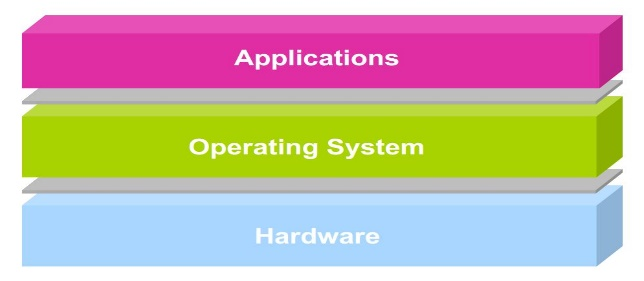 Applications
Operating System
Hardware